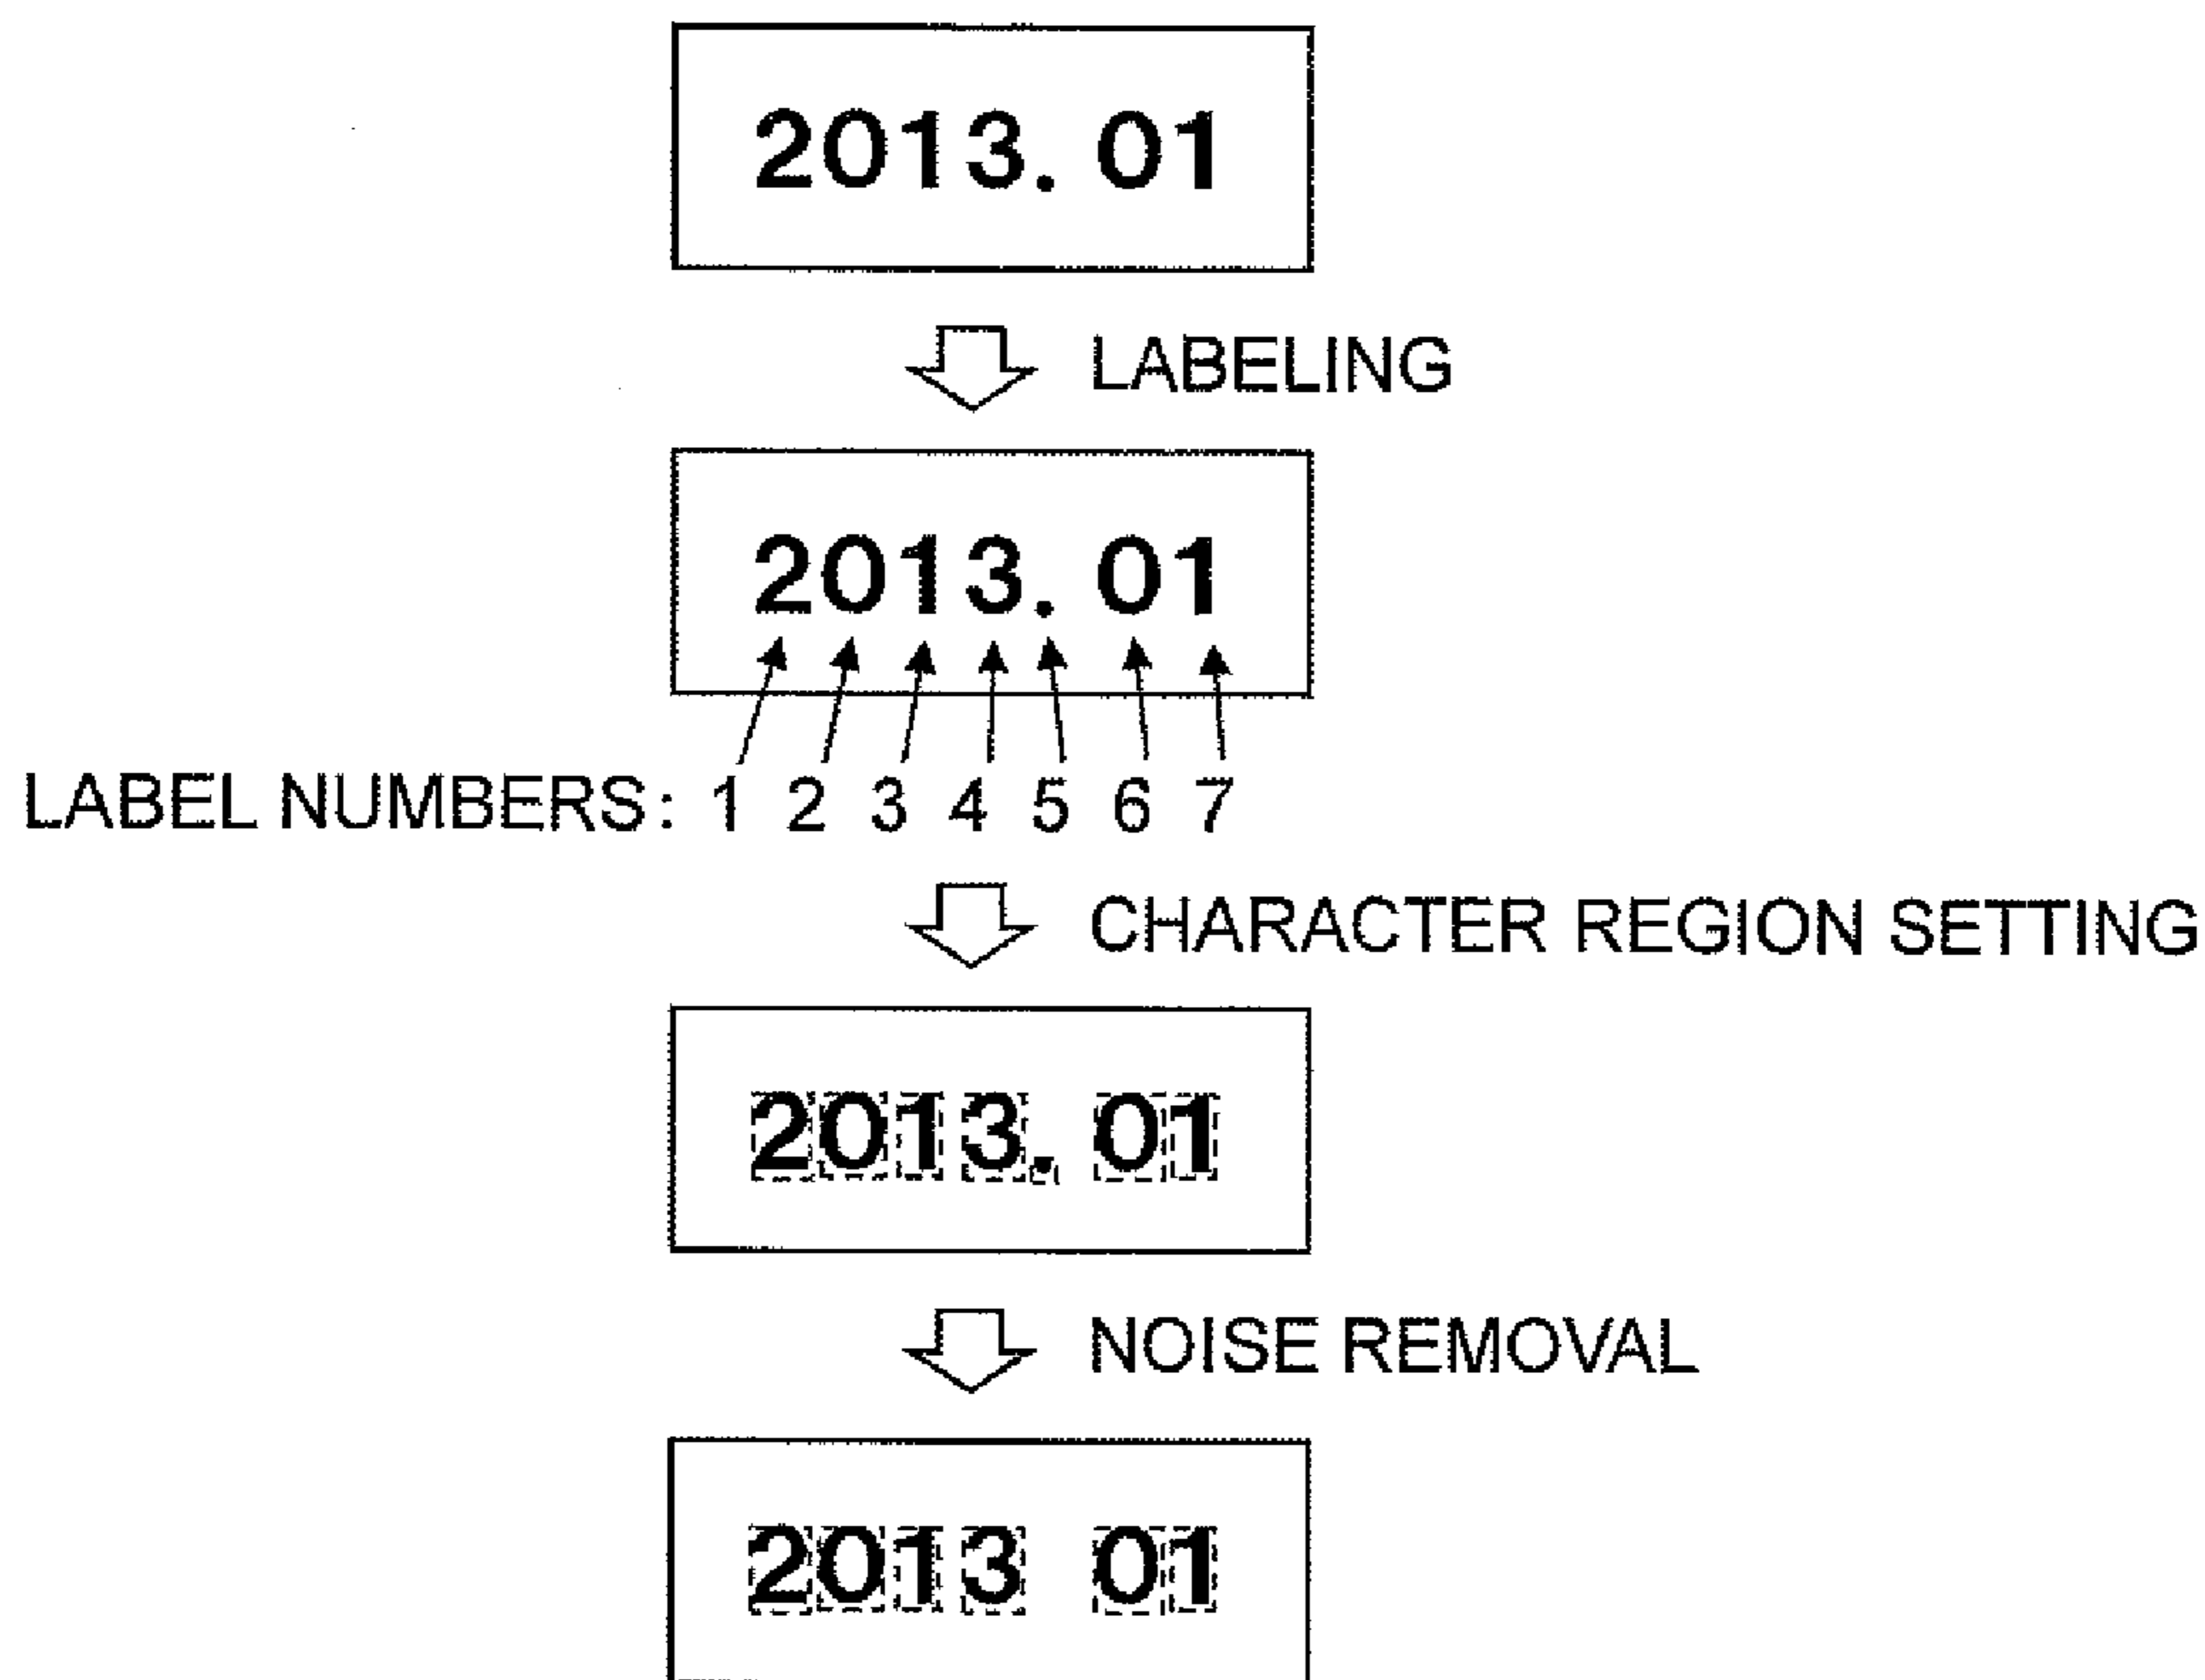 2013. 01
LABELING
2013. 01
LABEL NUMBERS: 1 2 3 4 5 6 7
CHARACTER REGION SETTING
2013. 01
NOISE REMOVAL
2013 01